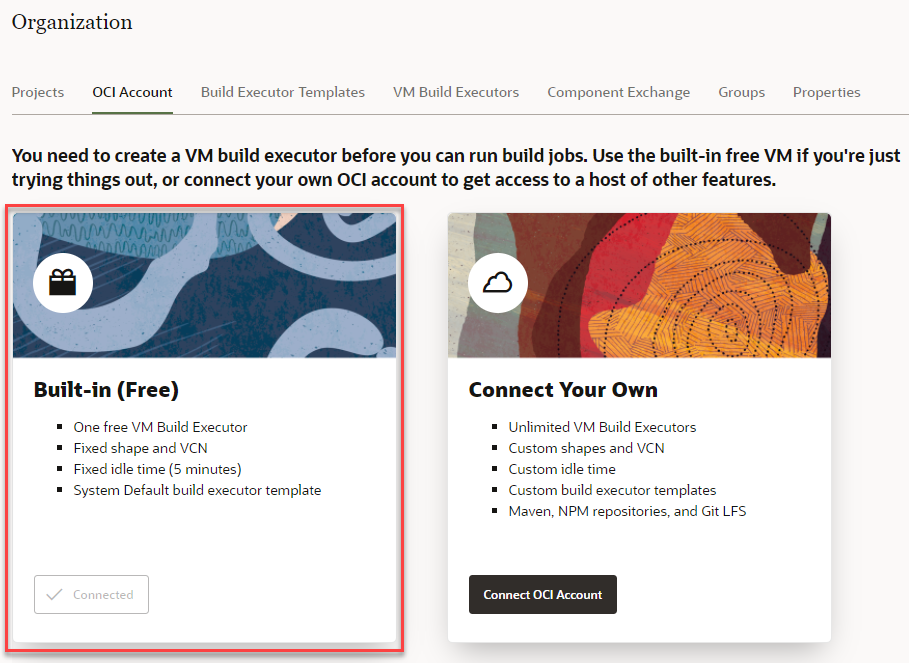 Organization
Projects OCI Account Build Executor Templates VM Build Executors Component Exchange Groups Properties
You need to create a VM build executor before you can run build jobs. Use the built-in free VM if you're just
trying things out, or connect your own OCI account to get access to a host of other features.
Built-in (Free)
One free VM Build Executor
Fixed shape and VCN
Fixed idle time (5 minutes)
System Default build executor template
Connected
Connect Your Own
Unlimited VM Build Executors
Custom shapes and VCN
Custom idle time
Custom build executor templates
Maven, NPM repositories, and Git LFS
Connect OCI Account